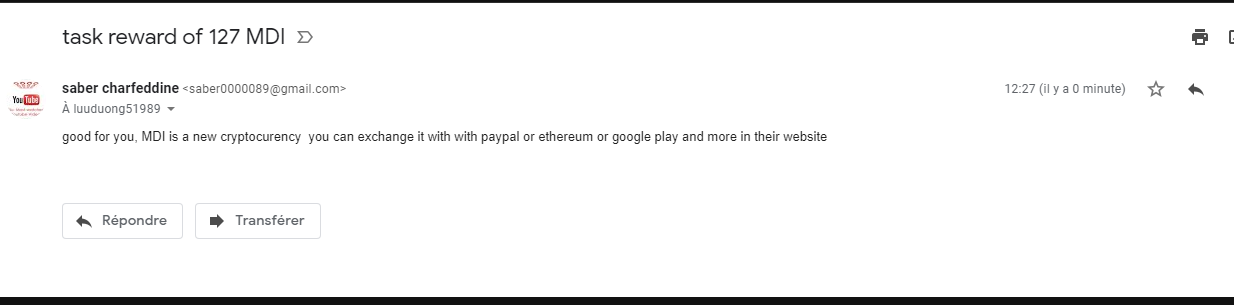 task reward of 127 MDI
saber charfeddine <saber0000089@gmail.com>
12:27 (il y a 0 minute)
YouTube
À luuduong51989
good for you, MDI is a new cryptocurency you can exchange it with with paypal or ethereum or google play and more in their website
Répondre
Transférer